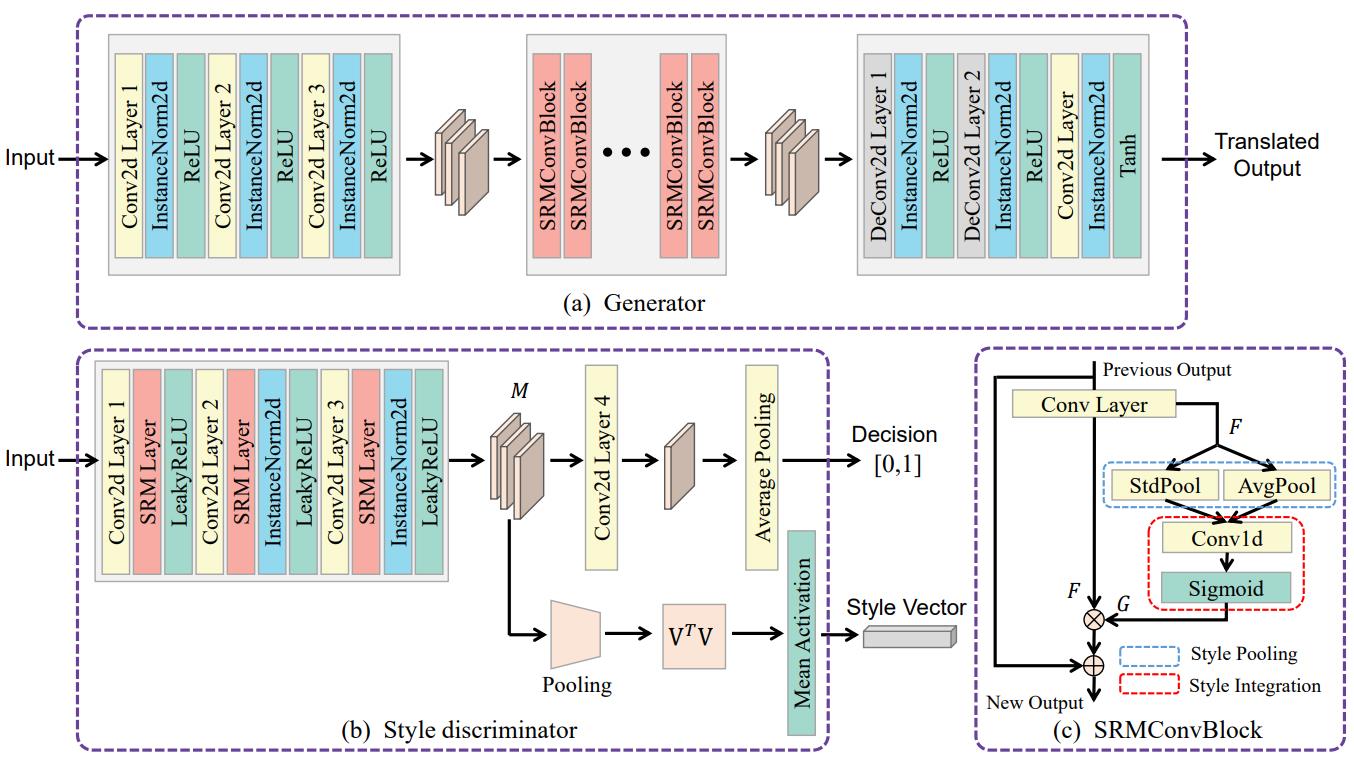 Input
Conv2d Layer 1
InstanceNorm2d
ReLU
Conv2d Layer 2
InstanceNorm2d
ReLU
Conv2d Layer 3
InstanceNorm2d
ReLU
SRMConvBlock
SRMConvBlock
SRMConvBlock
SRMConvBlock
DeConv2d Layer 1
InstanceNorm2d
ReLU
DeConv2d Layer 2
InstanceNorm2d
ReLU
Conv2d Layer
InstanceNorm2d
Tanh
Translated
Output
(a) Generator
Input
Conv2d Layer 1
SRM Layer
LeakyReLU
Conv2d Layer 2
SRM Layer
InstanceNorm2d
LeakyReLU
Conv2d Layer 3
SRM Layer
InstanceNorm2d
LeakyReLU
M
Conv2d Layer 4
Average Pooling
Decision
[0,1]
Pooling
VᵀV
Mean Activation
Style Vector
(b) Style discriminator
Previous Output
Conv Layer
F
StdPool
AvgPool
Conv1d
Sigmoid
F
G
Style Pooling
Style Integration
New Output
(c) SRMConvBlock